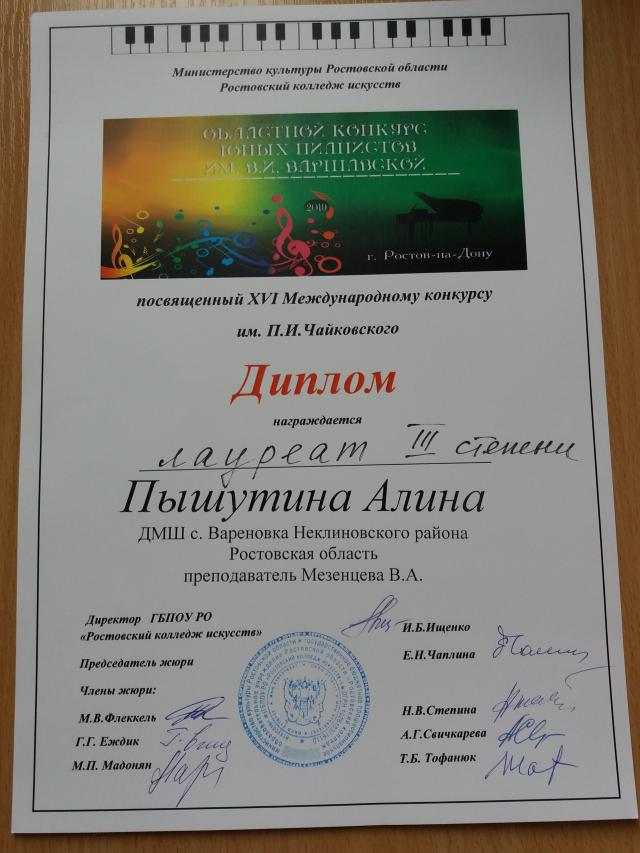 Министерство культуры Ростовской области
Ростовский колледж искусств
ОБЛАСТНОЙ КОНКУРС
ЮНЫХ ПИАНИСТОВ
ИМ. В.И. ВАРШАВСКОЙ
2019
г. Ростов-на-Дону
посвященный XVI Международному конкурсу
им. П.И.Чайковского
Диплом
награждается
лауреат III степени
Пышутина Алина
ДМШ с. Вареновка Неклиновского района
Ростовская область
преподаватель Мезенцева В.А.
Директор ГБПОУ РО
«Ростовский колледж искусств» И.Б.Ищенко
Председатель жюри Е.Н.Чаплина
Члены жюри:
М.В.Флеккель Н.В.Степина
Г.Г. Еждик А.Г.Свичкарева
М.П. Мадонян Т.Б. Тофанюк